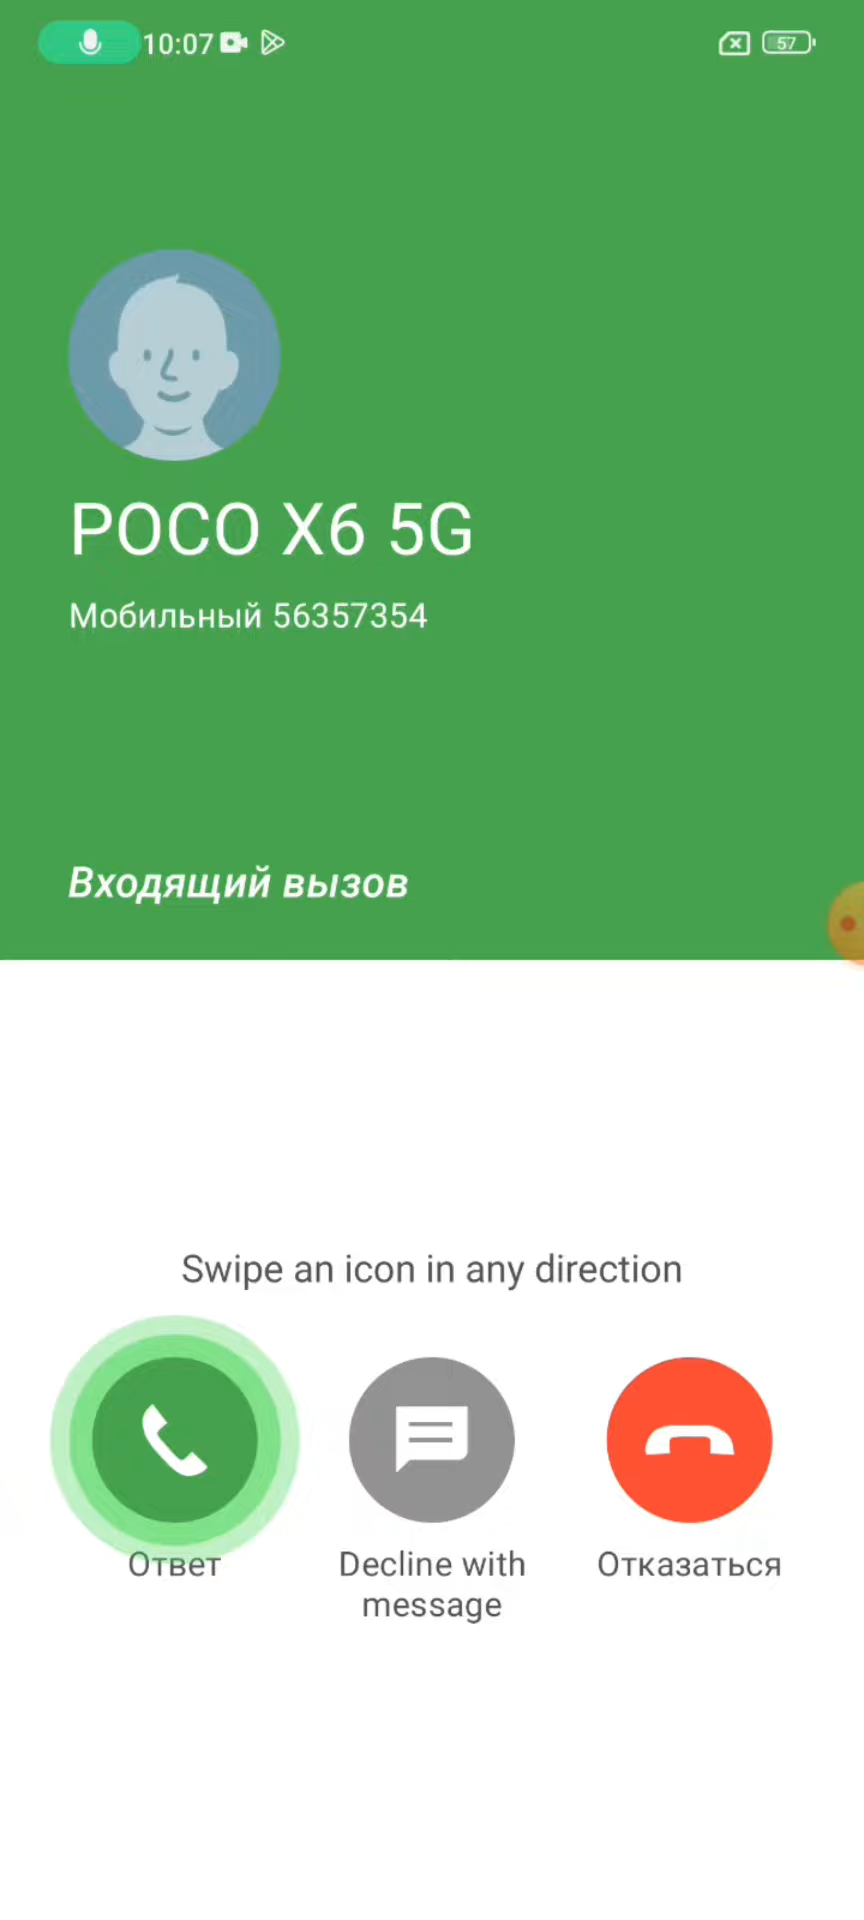 10:07
57
POCO X6 5G
Мобильный 56357354
Входящий вызов
Swipe an icon in any direction
Ответ
Decline with
message
Отказаться